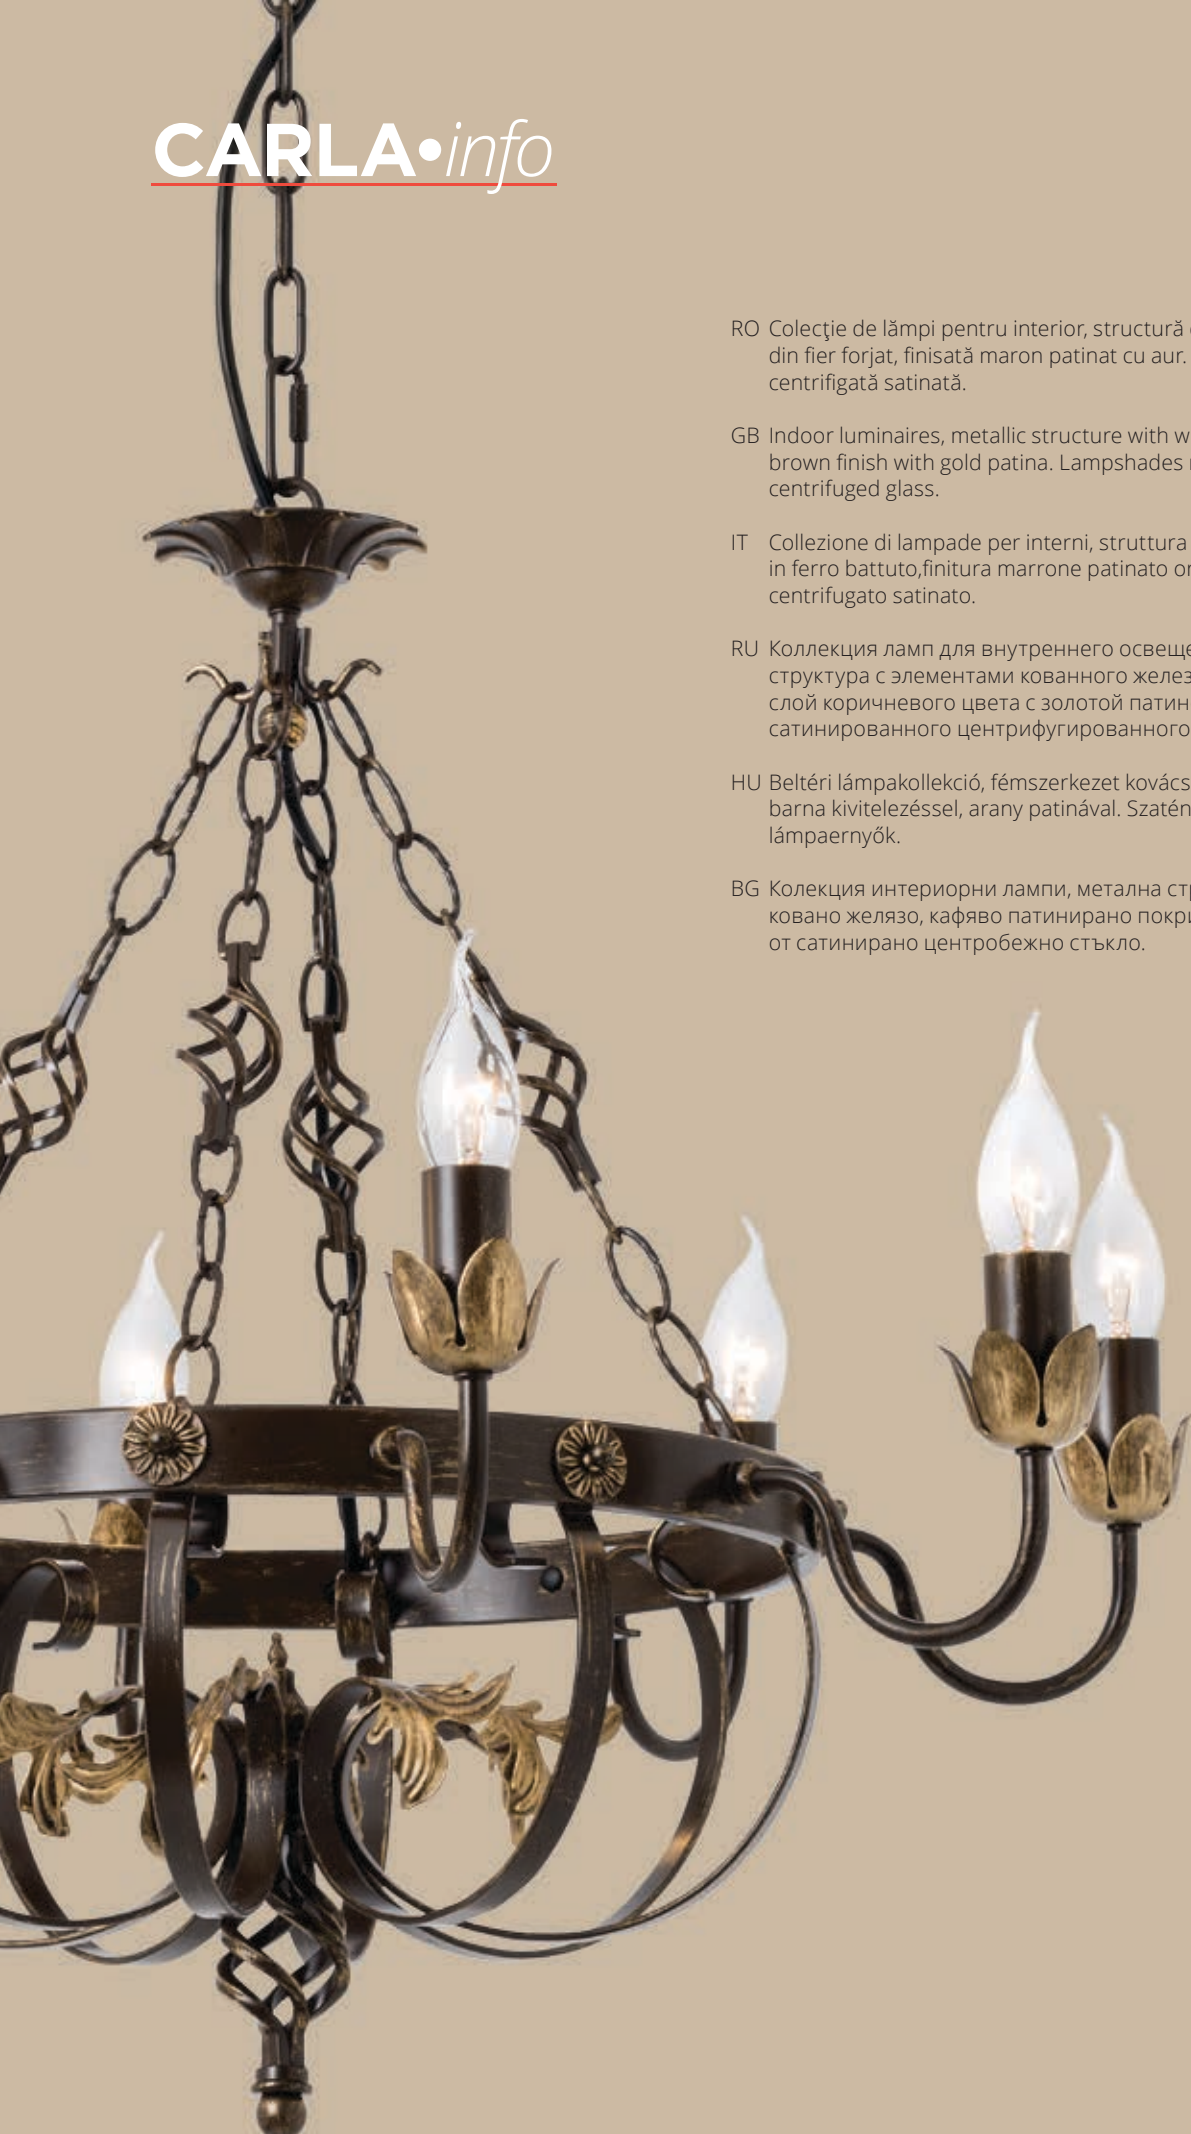 CARLA•info
RO Colecţie de lămpi pentru interior, structură
din fier forjat, finisată maron patinat cu aur.
centrifigată satinată.
GB Indoor luminaires, metallic structure with
brown finish with gold patina. Lampshades
centrifuged glass.
IT Collezione di lampade per interni, struttura
in ferro battuto,finitura marrone patinato
centrifugato satinato.
RU Коллекция ламп для внутреннего
структура с элементами кованного
слой коричневого цвета с золотой
сатинированного центрифугированного
HU Beltéri lámpakollekció, fémszerkezet
barna kivitelezéssel, arany patinával.
lámpaernyők.
BG Колекция интериорни лампи, метална
ковано желязо, кафяво патинирано
от сатинирано центробежно стъкло.